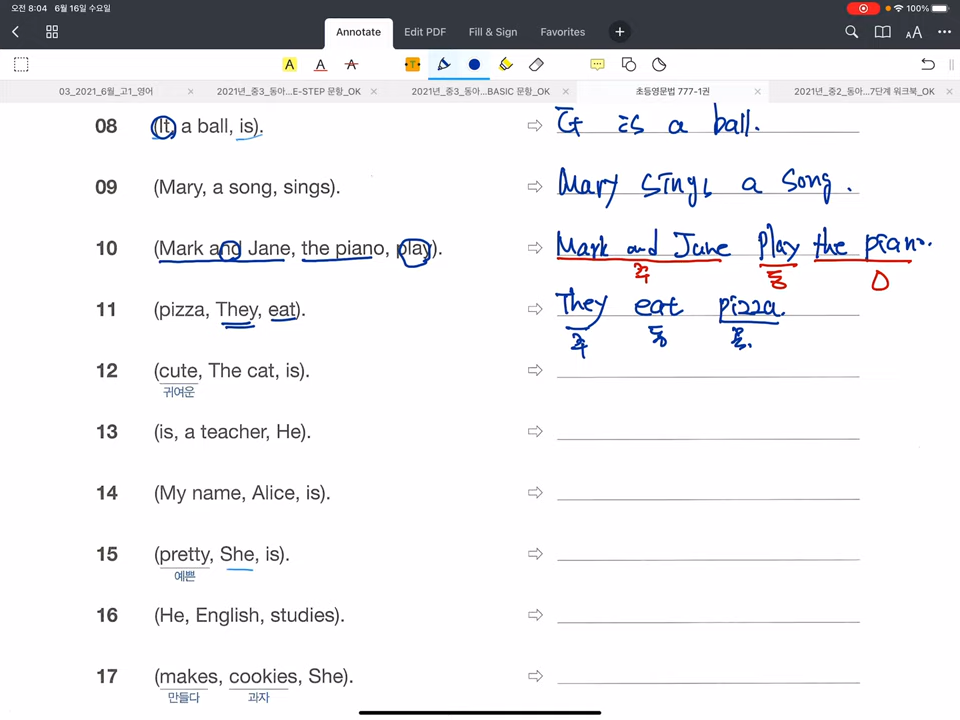 오전 8:04 6월 16일 수요일 100%
Annotate Edit PDF Fill & Sign Favorites
03_2021_6월_고1_영어 2021년_중3_동아...E-STEP 문항_OK 2021년_중3_동아...BASIC 문항_OK 초등영문법 777-1권 2021년_중2_동아...7단계 워크북_OK
08 (It, a ball, is). ⇨ It is a ball.
09 (Mary, a song, sings). ⇨ Mary sings a song.
10 (Mark and Jane, the piano, play). ⇨ Mark and Jane play the piano.
주 동 O
11 (pizza, They, eat). ⇨ They eat pizza.
주 동 목.
12 (cute, The cat, is). ⇨
귀여운
13 (is, a teacher, He). ⇨
14 (My name, Alice, is). ⇨
15 (pretty, She, is). ⇨
예쁜
16 (He, English, studies). ⇨
17 (makes, cookies, She). ⇨
만들다 과자